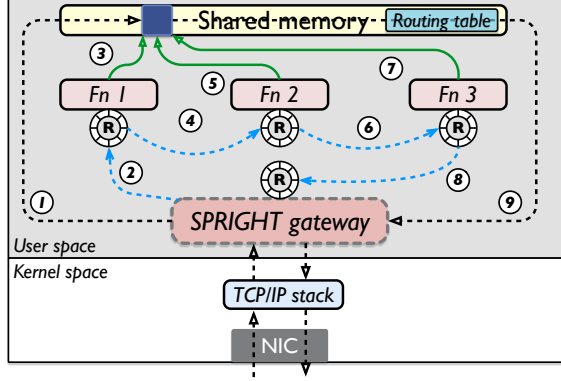 Shared memory
Routing table
3
5
7
Fn 1
Fn 2
Fn 3
R
4
R
6
R
2
R
8
1
SPRIGHT gateway
9
User space
Kernel space
TCP/IP stack
NIC